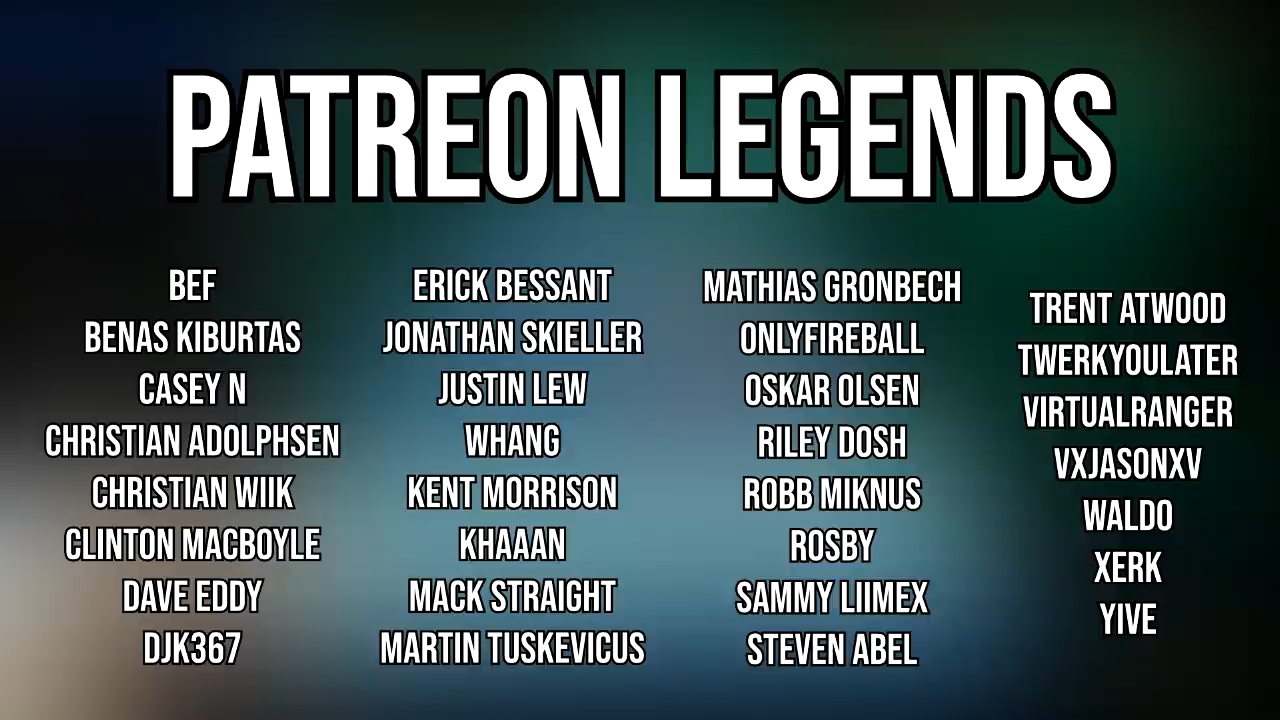 PATREON LEGENDS
BEF
BENAS KIBURTAS
CASEY N
CHRISTIAN ADOLPHSEN
CHRISTIAN WIIK
CLINTON MACBOYLE
DAVE EDDY
DJK367
ERICK BESSANT
JONATHAN SKIELLER
JUSTIN LEW
WHANG
KENT MORRISON
KHAAAN
MACK STRAIGHT
MARTIN TUSKEVICUS
MATHIAS GRONBECH
ONLYFIREBALL
OSKAR OLSEN
RILEY DOSH
ROBB MIKNUS
ROSBY
SAMMY LIIMEX
STEVEN ABEL
TRENT ATWOOD
TWERKYOULATER
VIRTUALRANGER
VXJASONXV
WALDO
XERK
YIVE